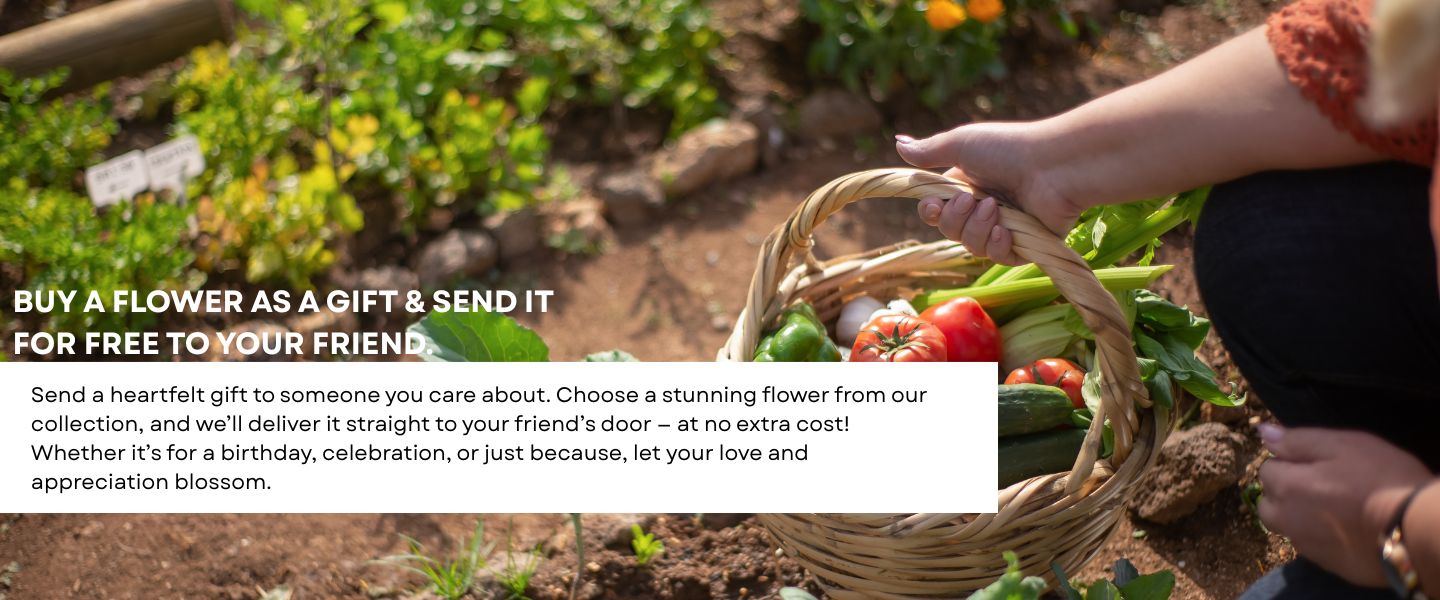 BUY A FLOWER AS A GIFT & SEND IT
FOR FREE TO YOUR FRIEND.
Send a heartfelt gift to someone you care about. Choose a stunning flower from our
collection, and we’ll deliver it straight to your friend’s door – at no extra cost!
Whether it’s for a birthday, celebration, or just because, let your love and
appreciation blossom.